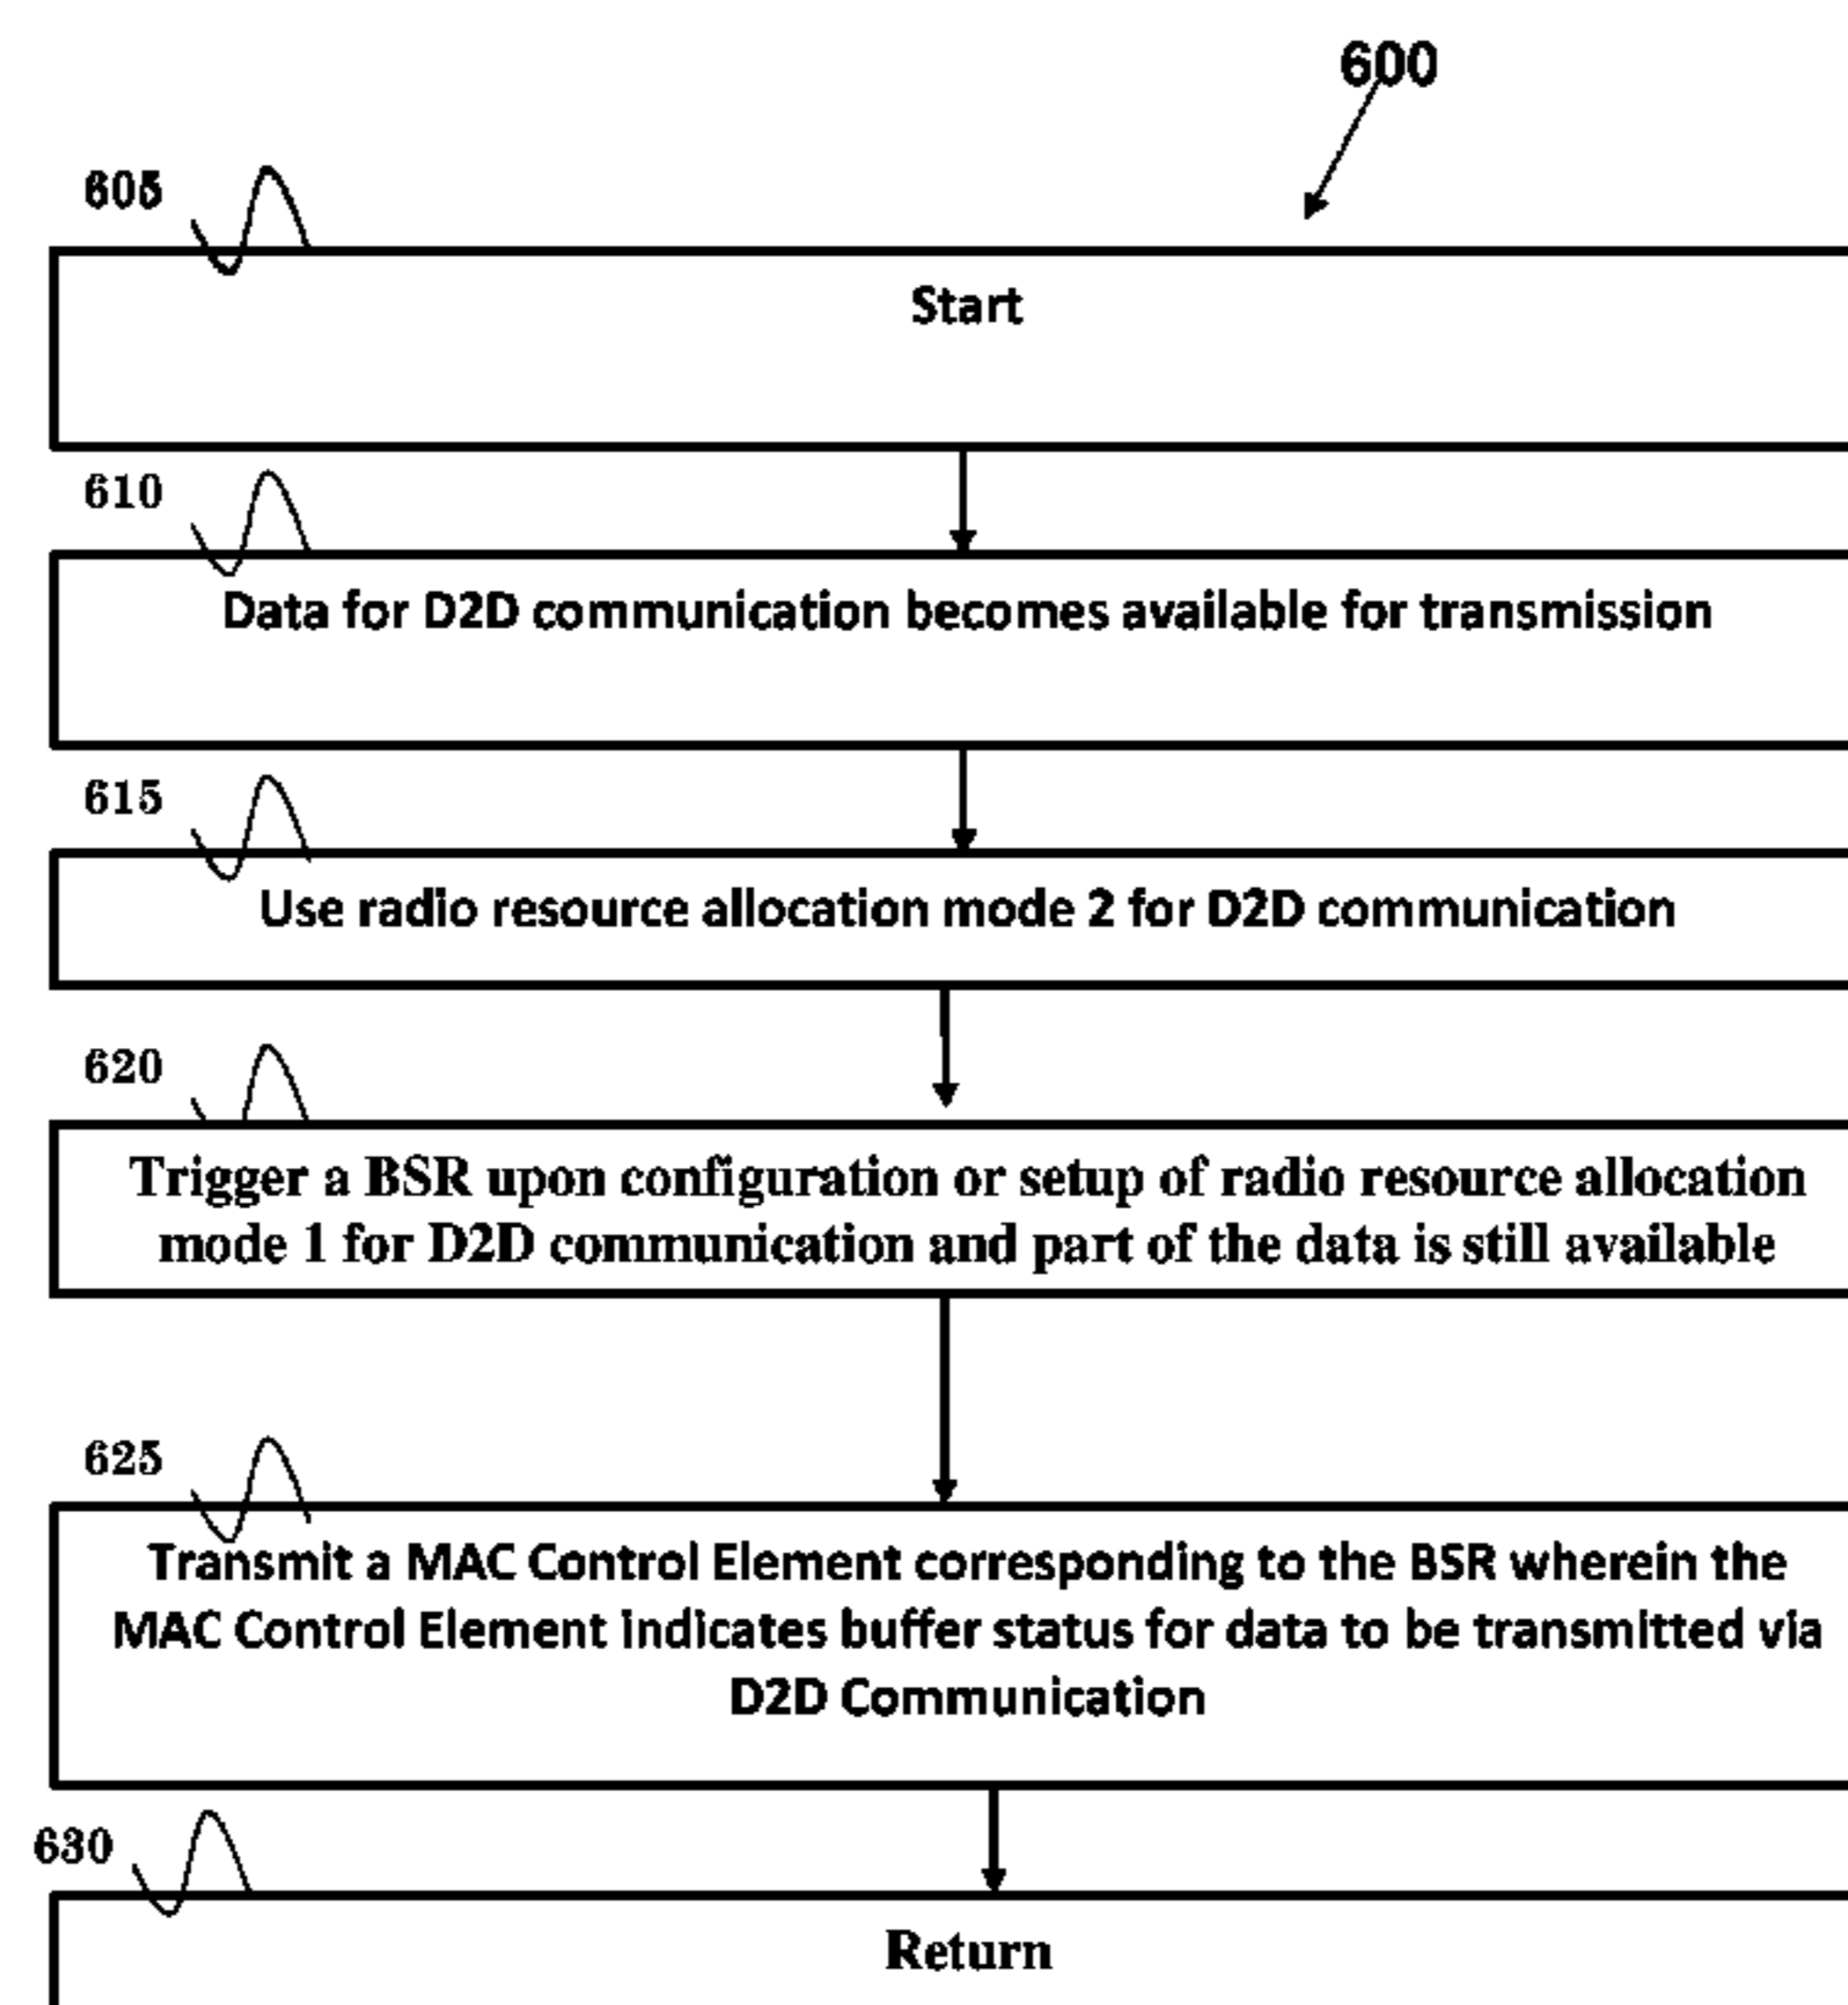 600
605
Start
610
Data for D2D communication becomes available for transmission
615
Use radio resource allocation mode 2 for D2D communication
620
Trigger a BSR upon configuration or setup of radio resource allocation
mode 1 for D2D communication and part of the data is still available
625
Transmit a MAC Control Element corresponding to the BSR wherein the
MAC Control Element indicates buffer status for data to be transmitted via
D2D Communication
630
Return